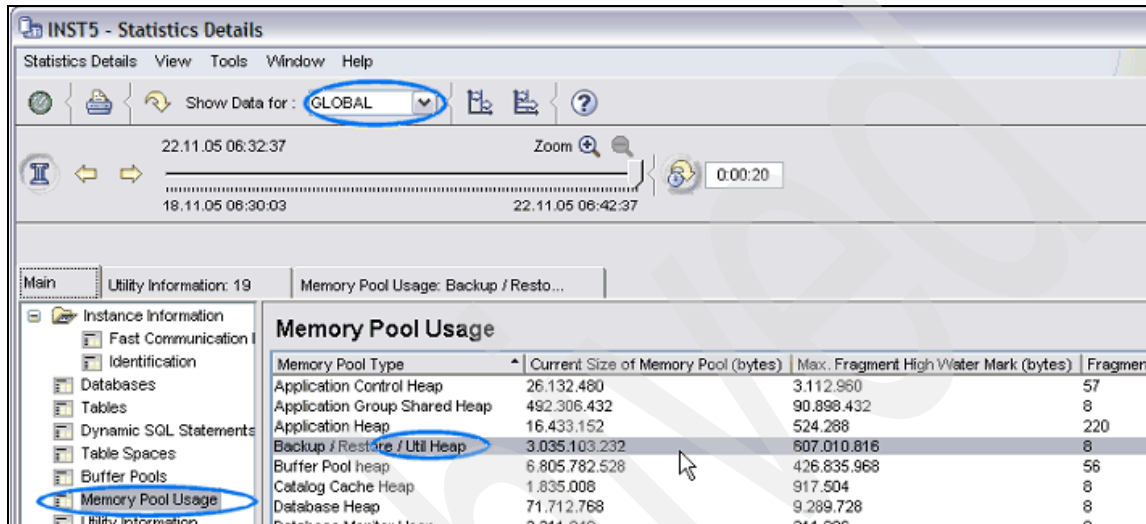 INST5 - Statistics Details
Statistics Details View Tools Window Help
Show Data for : GLOBAL
22.11.05 06:32:37 Zoom
0:00:20
18.11.05 06:30:03 22.11.05 06:42:37
Main Utility Information: 19 Memory Pool Usage: Backup / Resto...
Instance Information
Fast Communication
Identification
Databases
Tables
Dynamic SQL Statements
Table Spaces
Buffer Pools
Memory Pool Usage
Utility Information
Memory Pool Usage
Memory Pool Type Current Size of Memory Pool (bytes) Max. Fragment High Water Mark (bytes) Fragmen
Application Control Heap 26.132.480 3.112.960 57
Application Group Shared Heap 492.306.432 90.898.432 8
Application Heap 16.433.152 524.288 220
Backup / Restore / Util Heap 3.035.103.232 607.010.816 8
Buffer Pool heap 6.805.782.528 426.835.968 56
Catalog Cache Heap 1.835.008 917.504 8
Database Heap 71.712.768 9.289.728 8
Database Monitor Heap